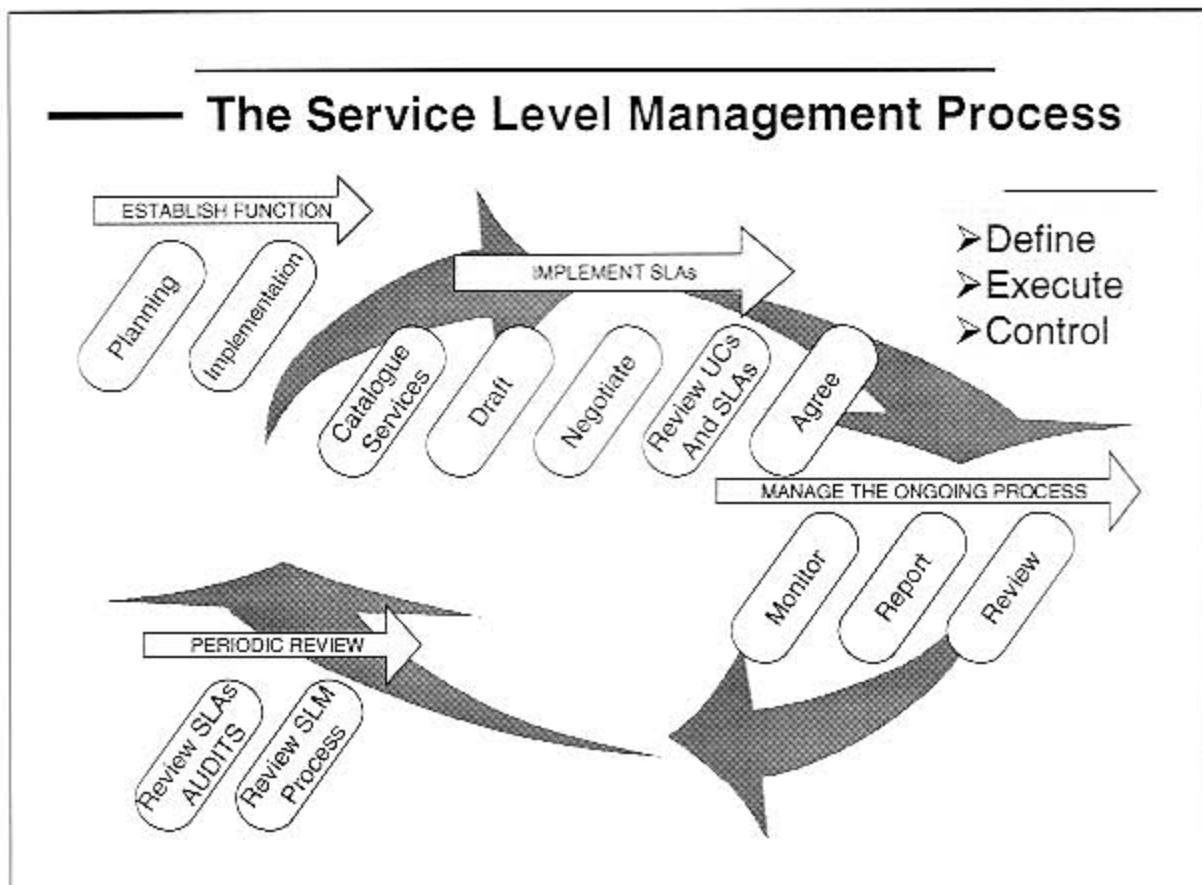 The Service Level Management Process
ESTABLISH FUNCTION
Planning
Implementation
IMPLEMENT SLAs
➢Define
➢Execute
➢Control
Catalogue
Services
Draft
Negotiate
Review UCs
And SLAs
Agree
MANAGE THE ONGOING PROCESS
Monitor
Report
Review
PERIODIC REVIEW
Review SLAs
AUDITS
Review SLM
Process